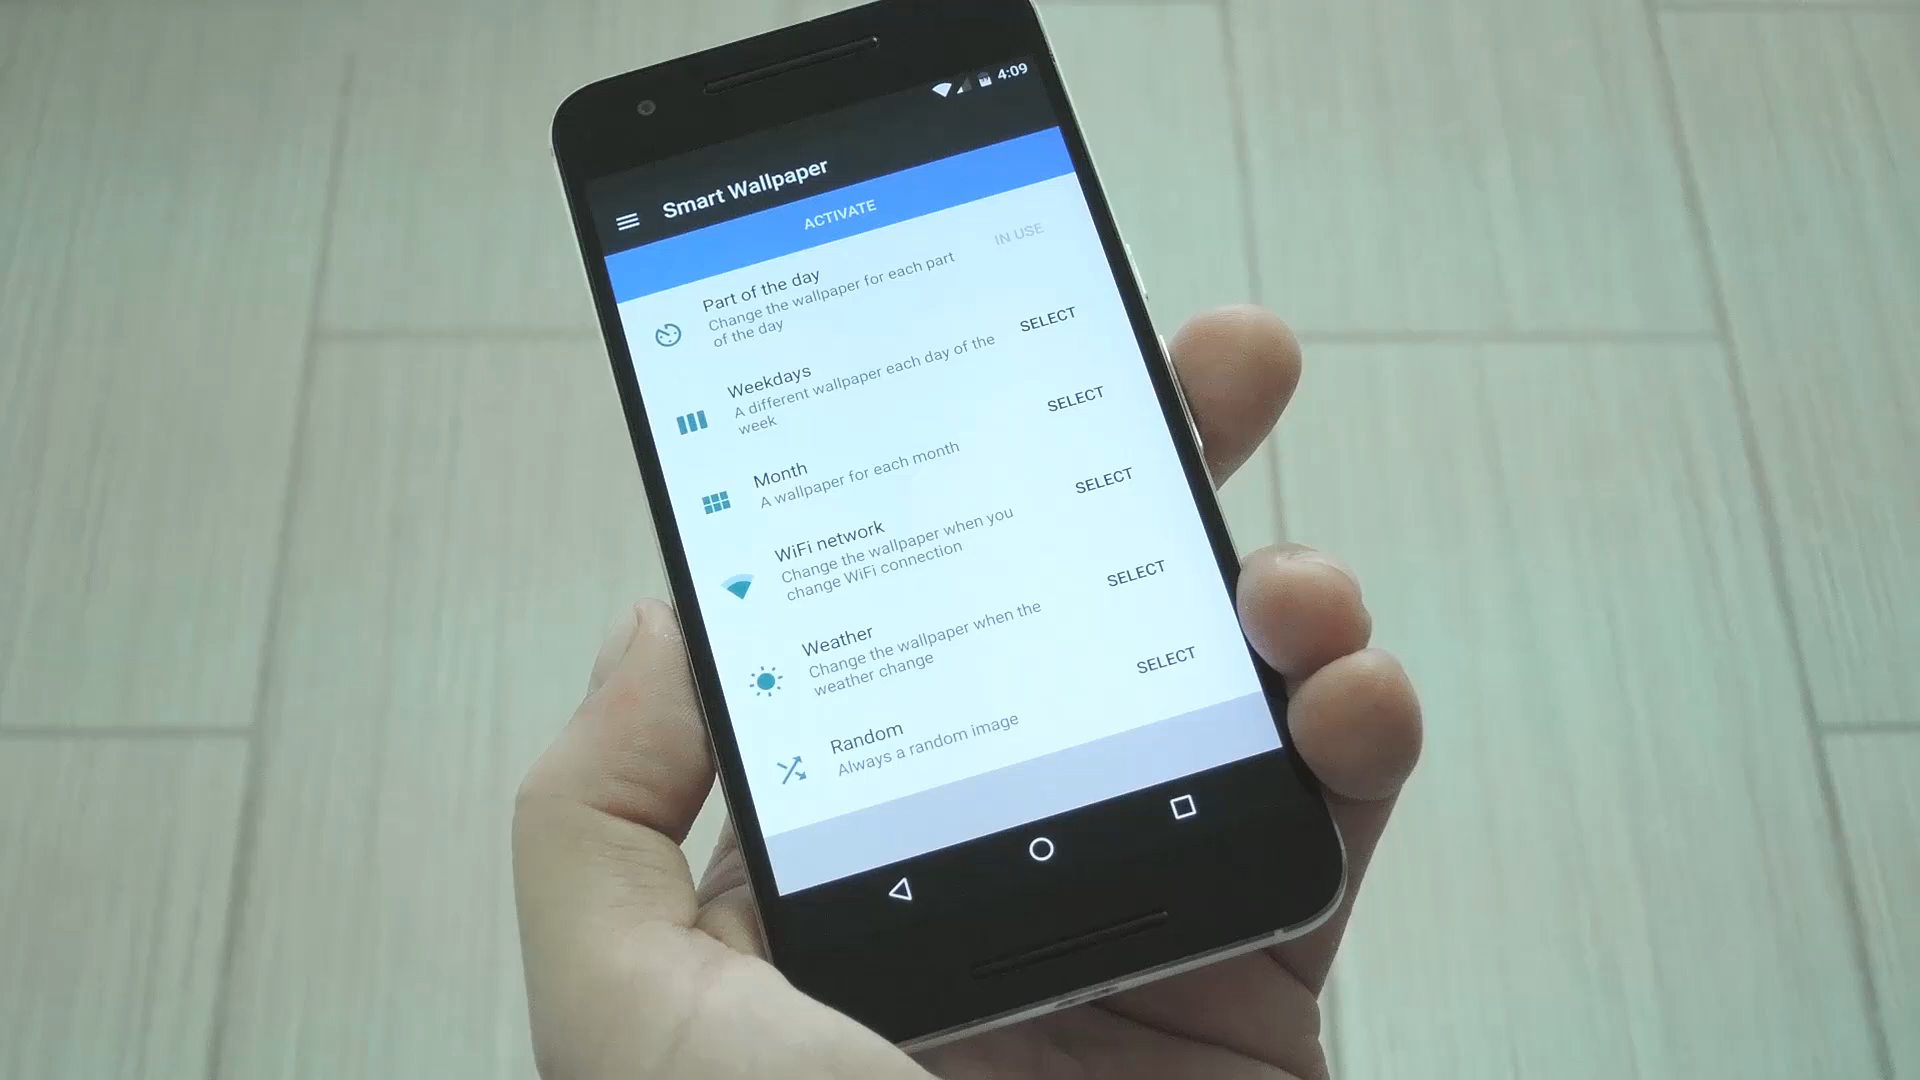 4:09
Smart Wallpaper
ACTIVATE
Part of the day
IN USE
Change the wallpaper for each part
of the day
Weekdays
SELECT
A different wallpaper each day of the
week
Month
SELECT
A wallpaper for each month
WiFi network
SELECT
Change the wallpaper when you
change WiFi connection
Weather
SELECT
Change the wallpaper when the
weather change
Random
SELECT
Always a random image